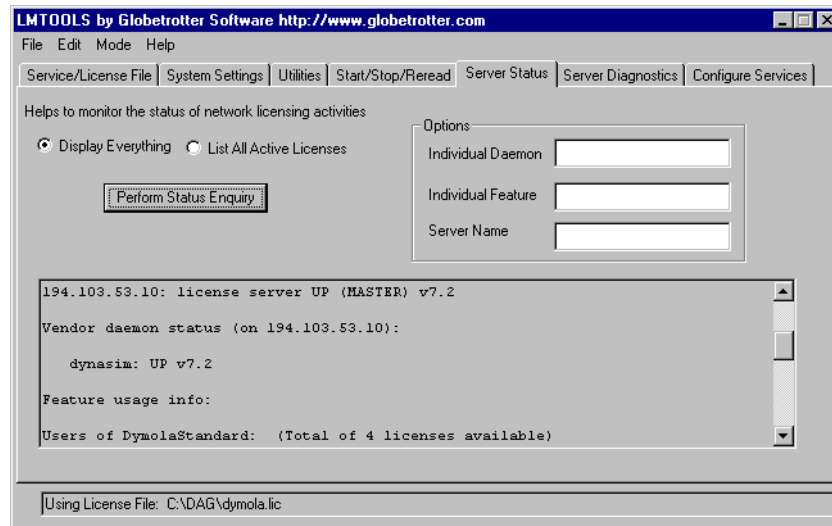 LMTOOLS by Globetrotter Software http://www.globetrotter.com
File Edit Mode Help
Service/License File System Settings Utilities Start/Stop/Reread Server Status Server Diagnostics Configure Services
Helps to monitor the status of network licensing activities
Display Everything List All Active Licenses
Perform Status Enquiry
Options
Individual Daemon
Individual Feature
Server Name
194.103.53.10: license server UP (MASTER) v7.2
Vendor daemon status (on 194.103.53.10):
dynasim: UP v7.2
Feature usage info:
Users of DymolaStandard: (Total of 4 licenses available)
Using License File: C:\DAG\dymola.lic